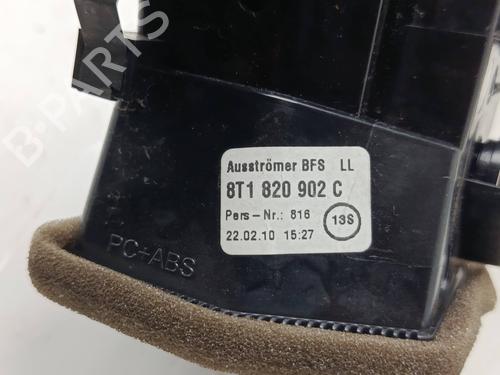 Ausströmer BFS LL
8T1 820 902 C
Pers-Nr.: 816 13S
22.02.10 15:27
PC+ABS
B-PARTS